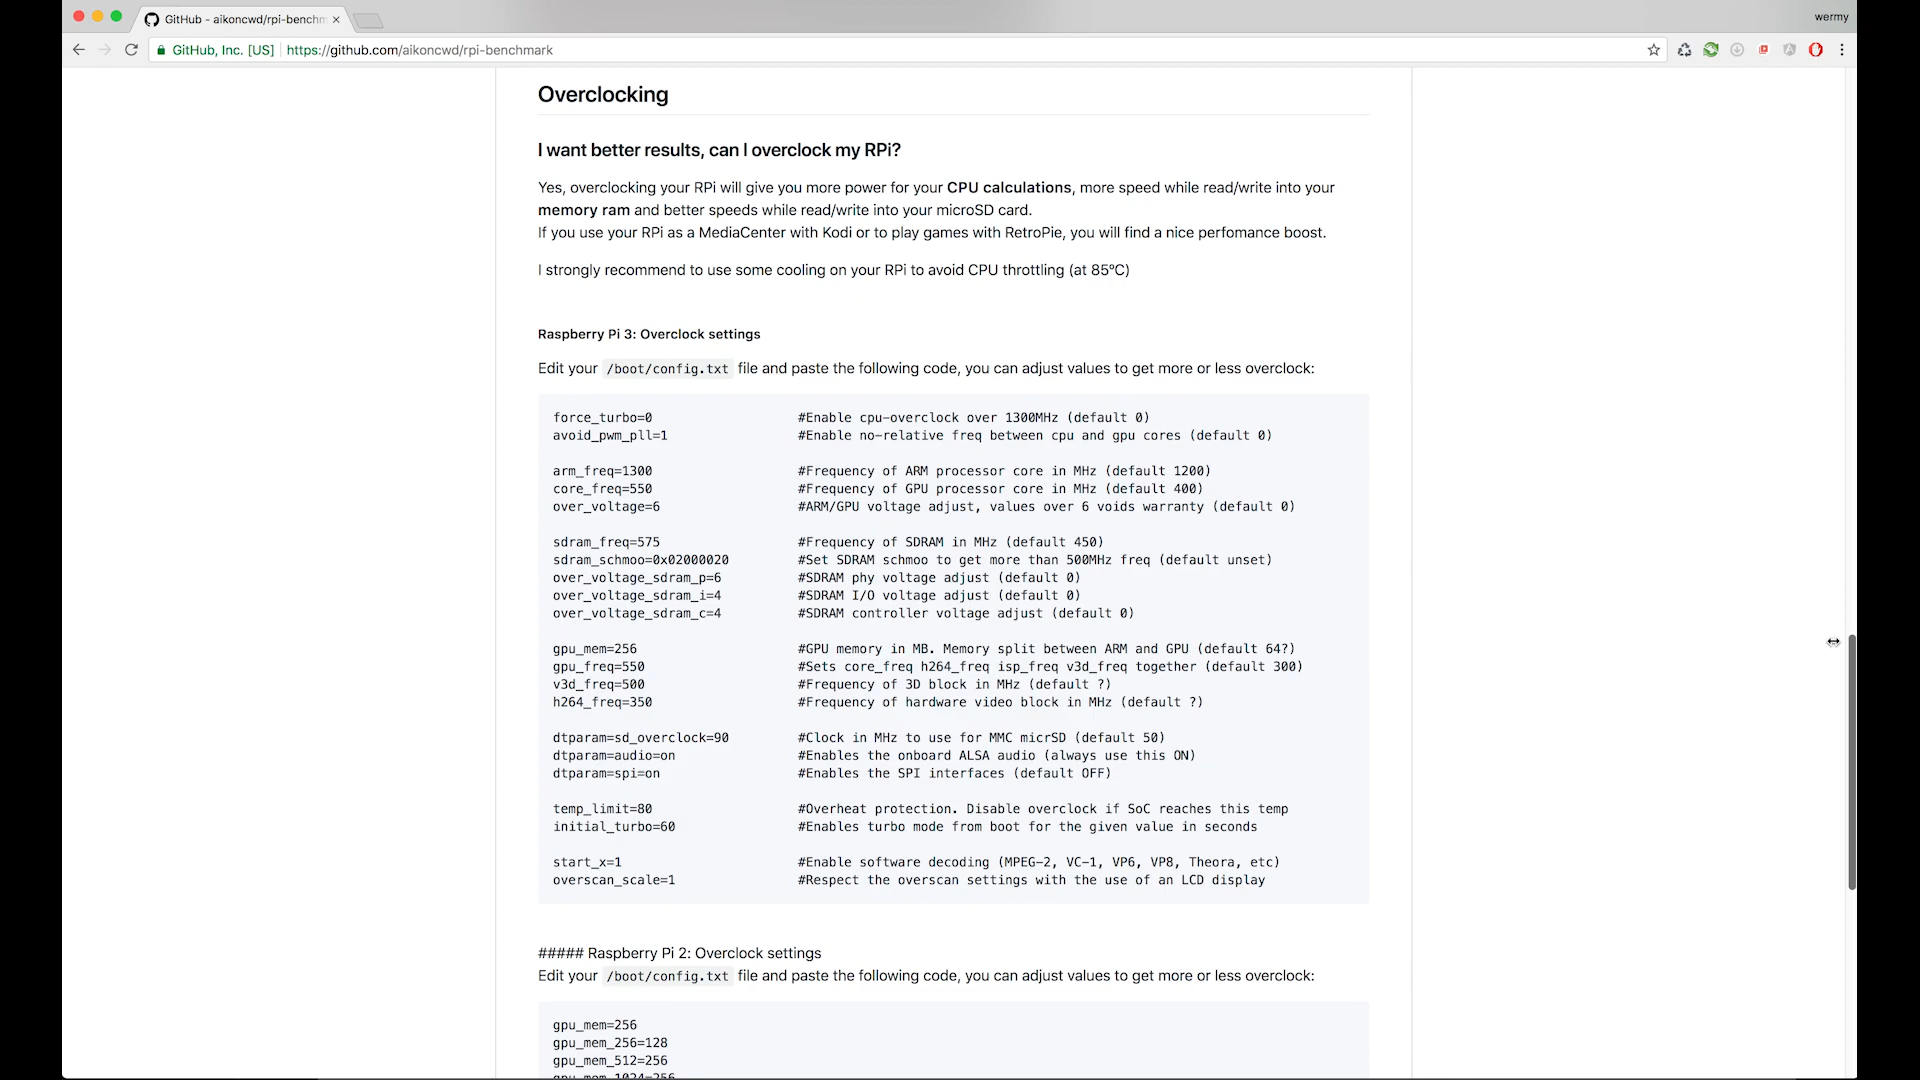 GitHub - aikoncwd/rpi-benchm
wermy
GitHub, Inc. [US] https://github.com/aikoncwd/rpi-benchmark
Overclocking
I want better results, can I overclock my RPi?
Yes, overclocking your RPi will give you more power for your CPU calculations, more speed while read/write into your
memory ram and better speeds while read/write into your microSD card.
If you use your RPi as a MediaCenter with Kodi or to play games with RetroPie, you will find a nice perfomance boost.
I strongly recommend to use some cooling on your RPi to avoid CPU throttling (at 85ºC)
Raspberry Pi 3: Overclock settings
Edit your /boot/config.txt file and paste the following code, you can adjust values to get more or less overclock:
force_turbo=0 #Enable cpu-overclock over 1300MHz (default 0)
avoid_pwm_pll=1 #Enable no-relative freq between cpu and gpu cores (default 0)
arm_freq=1300 #Frequency of ARM processor core in MHz (default 1200)
core_freq=550 #Frequency of GPU processor core in MHz (default 400)
over_voltage=6 #ARM/GPU voltage adjust, values over 6 voids warranty (default 0)
sdram_freq=575 #Frequency of SDRAM in MHz (default 450)
sdram_schmoo=0x02000020 #Set SDRAM schmoo to get more than 500MHz freq (default unset)
over_voltage_sdram_p=6 #SDRAM phy voltage adjust (default 0)
over_voltage_sdram_i=4 #SDRAM I/O voltage adjust (default 0)
over_voltage_sdram_c=4 #SDRAM controller voltage adjust (default 0)
gpu_mem=256 #GPU memory in MB. Memory split between ARM and GPU (default 64?)
gpu_freq=550 #Sets core_freq h264_freq isp_freq v3d_freq together (default 300)
v3d_freq=500 #Frequency of 3D block in MHz (default ?)
h264_freq=350 #Frequency of hardware video block in MHz (default ?)
dtparam=sd_overclock=90 #Clock in MHz to use for MMC micrSD (default 50)
dtparam=audio=on #Enables the onboard ALSA audio (always use this ON)
dtparam=spi=on #Enables the SPI interfaces (default OFF)
temp_limit=80 #Overheat protection. Disable overclock if SoC reaches this temp
initial_turbo=60 #Enables turbo mode from boot for the given value in seconds
start_x=1 #Enable software decoding (MPEG-2, VC-1, VP6, VP8, Theora, etc)
overscan_scale=1 #Respect the overscan settings with the use of an LCD display
##### Raspberry Pi 2: Overclock settings
Edit your /boot/config.txt file and paste the following code, you can adjust values to get more or less overclock:
gpu_mem=256
gpu_mem_256=128
gpu_mem_512=256
gpu_mem_1024=256